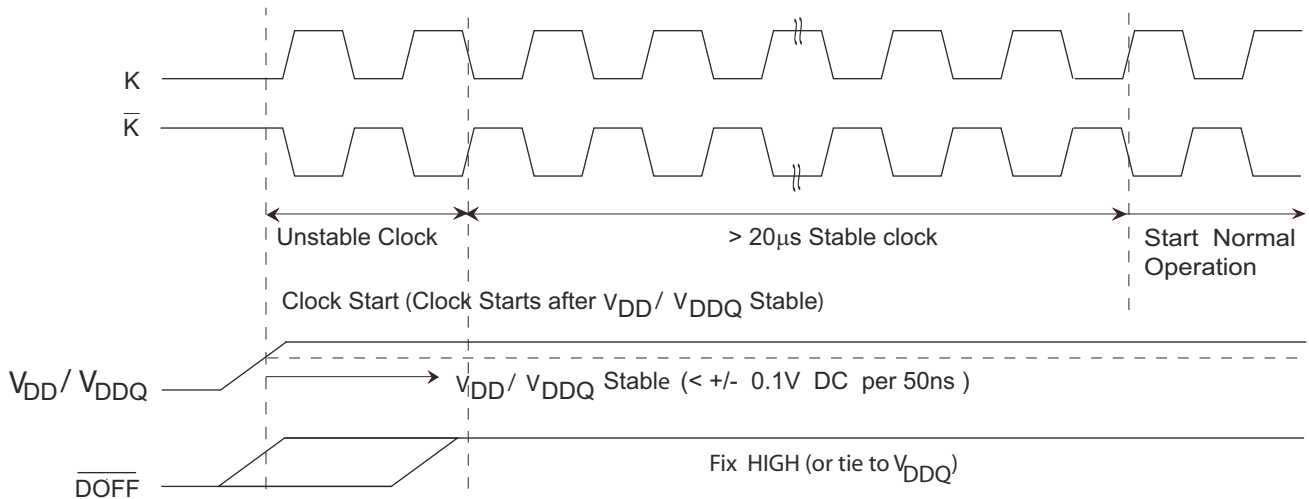 K
K̅
Unstable Clock
> 20μs Stable clock
Start Normal
Operation
Clock Start (Clock Starts after VDD / VDDQ Stable)
VDD / VDDQ
VDD / VDDQ Stable (< +/- 0.1V DC per 50ns )
D̅O̅F̅F̅
Fix HIGH (or tie to VDDQ)